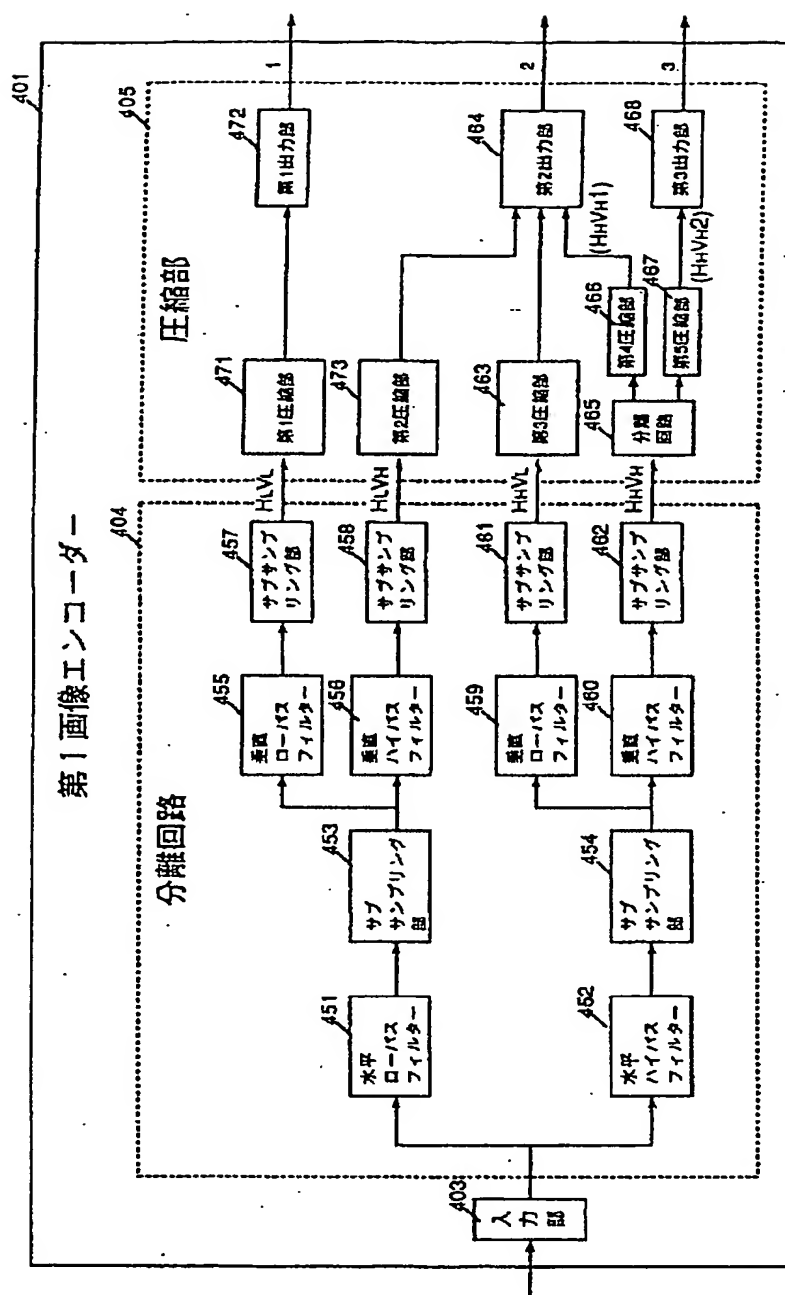 第1画像エンコーダー
401
403
入力部
404
分離回路
451
水平
ローパス
フィルター
452
水平
ハイパス
フィルター
453
サブ
サンプリング
部
454
サブ
サンプリング
部
455
垂直
ローパス
フィルター
456
垂直
ハイパス
フィルター
459
垂直
ローパス
フィルター
460
垂直
ハイパス
フィルター
457
サブサンプ
リング部
458
サブサンプ
リング部
461
サブサンプ
リング部
462
サブサンプ
リング部
HLVL
HLVH
HHVL
HHVH
405
圧縮部
471
第1圧縮部
473
第2圧縮部
463
第3圧縮部
465
分離
回路
466
第4圧縮部
467
第5圧縮部
(HHVH1)
(HHVH2)
472
第1出力部
464
第2出力部
468
第3出力部
1
2
3